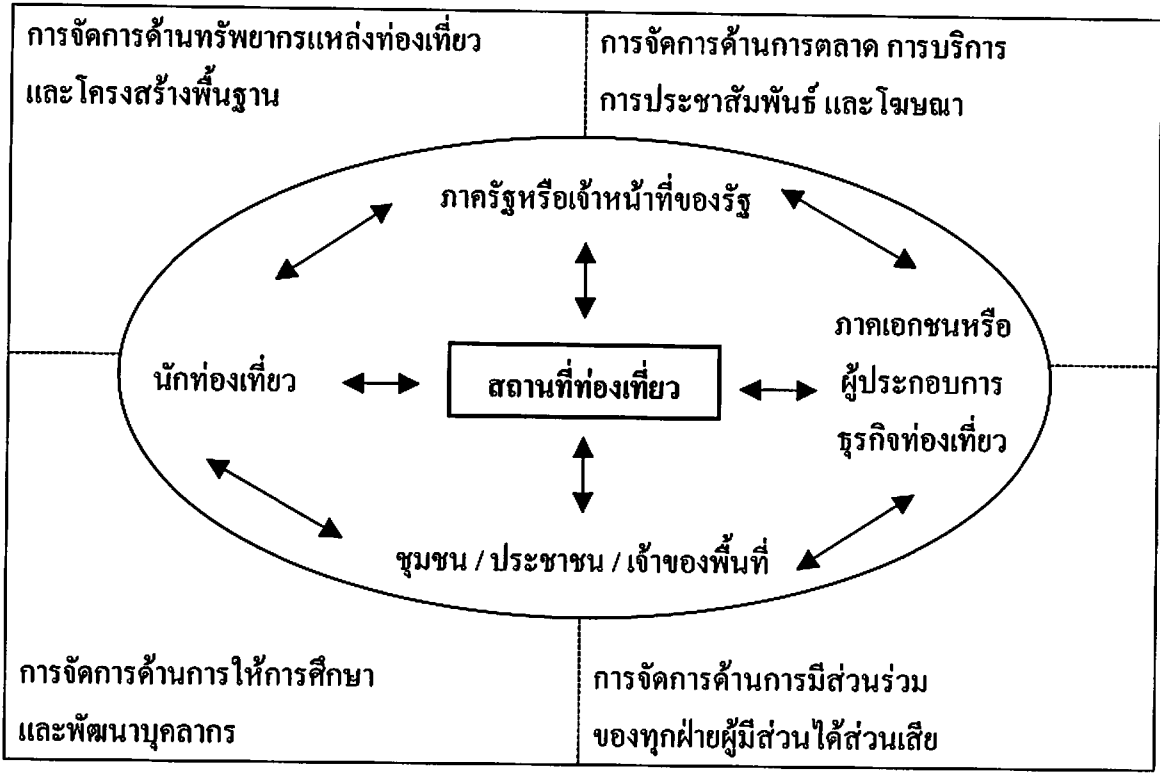 การจัดการด้านทรัพยากรแหล่งท่องเที่ยว
และโครงสร้างพื้นฐาน
การจัดการด้านการตลาด การบริการ
การประชาสัมพันธ์ และโฆษณา
ภาครัฐหรือเจ้าหน้าที่ของรัฐ
นักท่องเที่ยว
สถานที่ท่องเที่ยว
ภาคเอกชนหรือ
ผู้ประกอบการ
ธุรกิจท่องเที่ยว
ชุมชน / ประชาชน / เจ้าของพื้นที่
การจัดการด้านการให้การศึกษา
และพัฒนาบุคลากร
การจัดการด้านการมีส่วนร่วม
ของทุกฝ่ายผู้มีส่วนได้ส่วนเสีย